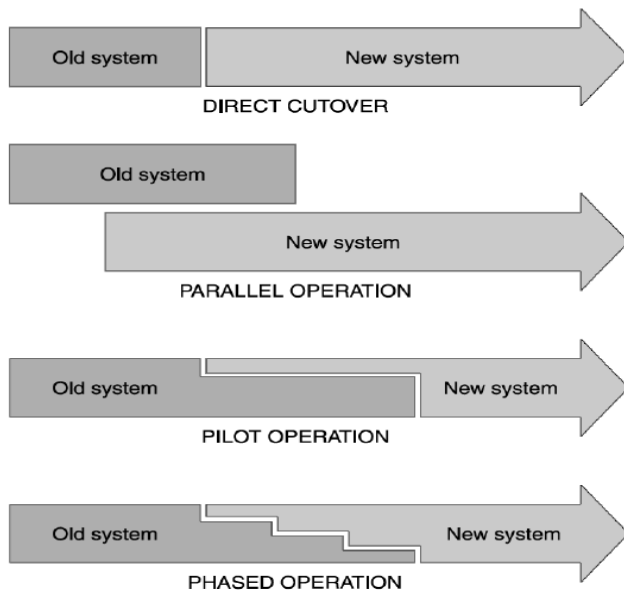 Old system
New system
DIRECT CUTOVER
Old system
New system
PARALLEL OPERATION
Old system
New system
PILOT OPERATION
Old system
New system
PHASED OPERATION